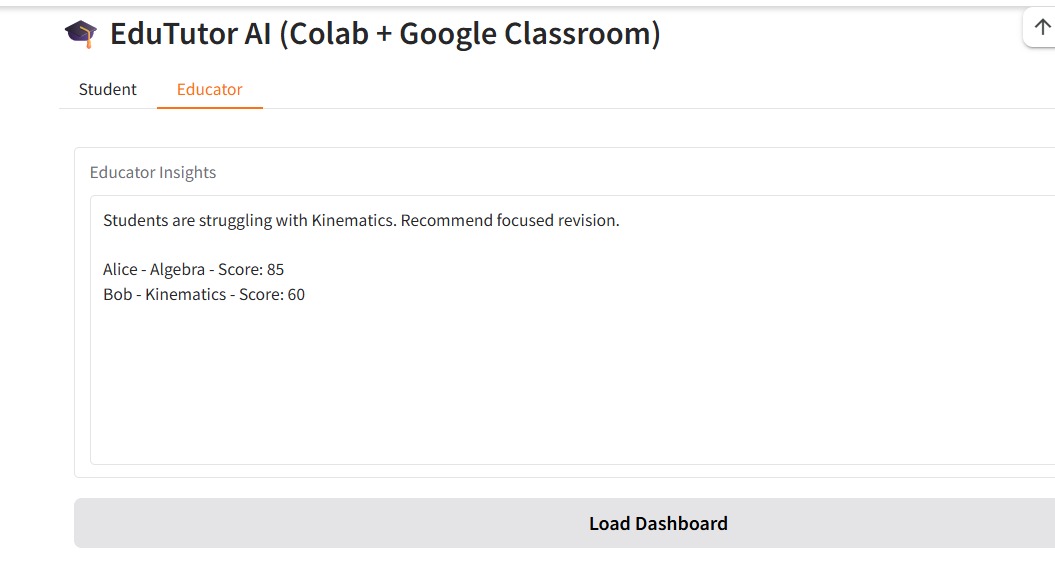 EduTutor AI (Colab + Google Classroom)
Student Educator
Educator Insights
Students are struggling with Kinematics. Recommend focused revision.
Alice - Algebra - Score: 85
Bob - Kinematics - Score: 60
Load Dashboard